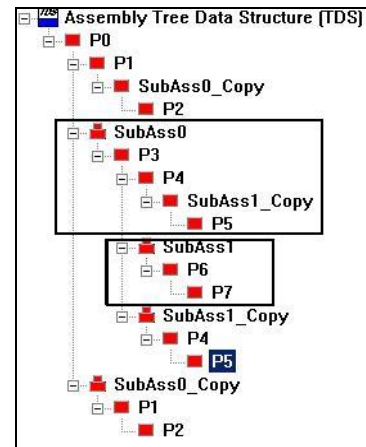 TDS Assembly Tree Data Structure (TDS)
P0
P1
SubAss0_Copy
P2
SubAss0
P3
P4
SubAss1_Copy
P5
SubAss1
P6
P7
SubAss1_Copy
P4
P5
SubAss0_Copy
P1
P2